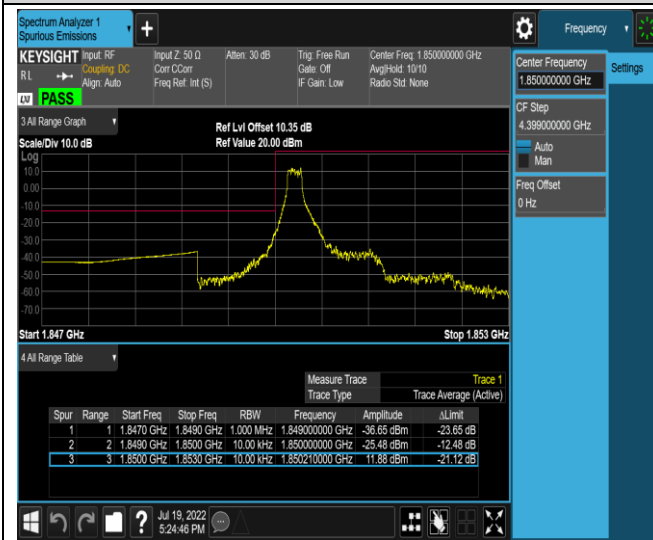 Spectrum Analyzer 1
Spurious Emissions
Frequency
KEYSIGHT Input: RF Input Z: 50 Ω Atten: 30 dB Trig: Free Run Center Freq: 1.850000000 GHz
RL Coupling: DC Corr CCorr Gate: Off Avg|Hold: 10/10
Align: Auto Freq Ref: Int (S) IF Gain: Low Radio Std: None
LXI PASS
Center Frequency
1.850000000 GHz
Settings
CF Step
4.399000000 GHz
Auto
Man
Freq Offset
0 Hz
3 All Range Graph
Ref Lvl Offset 10.35 dB
Scale/Div 10.0 dB Ref Value 20.00 dBm
Log
10.0
0.00
-10.0
-20.0
-30.0
-40.0
-50.0
-60.0
-70.0
Start 1.847 GHz Stop 1.853 GHz
4 All Range Table
Measure Trace Trace 1
Trace Type Trace Average (Active)
Spur Range Start Freq Stop Freq RBW Frequency Amplitude ΔLimit
1 1 1.8470 GHz 1.8490 GHz 1.000 MHz 1.849000000 GHz -36.65 dBm -23.65 dB
2 2 1.8490 GHz 1.8500 GHz 10.00 kHz 1.850000000 GHz -25.48 dBm -12.48 dB
3 3 1.8500 GHz 1.8530 GHz 10.00 kHz 1.850210000 GHz 11.88 dBm -21.12 dB
Jul 19, 2022
5:24:46 PM